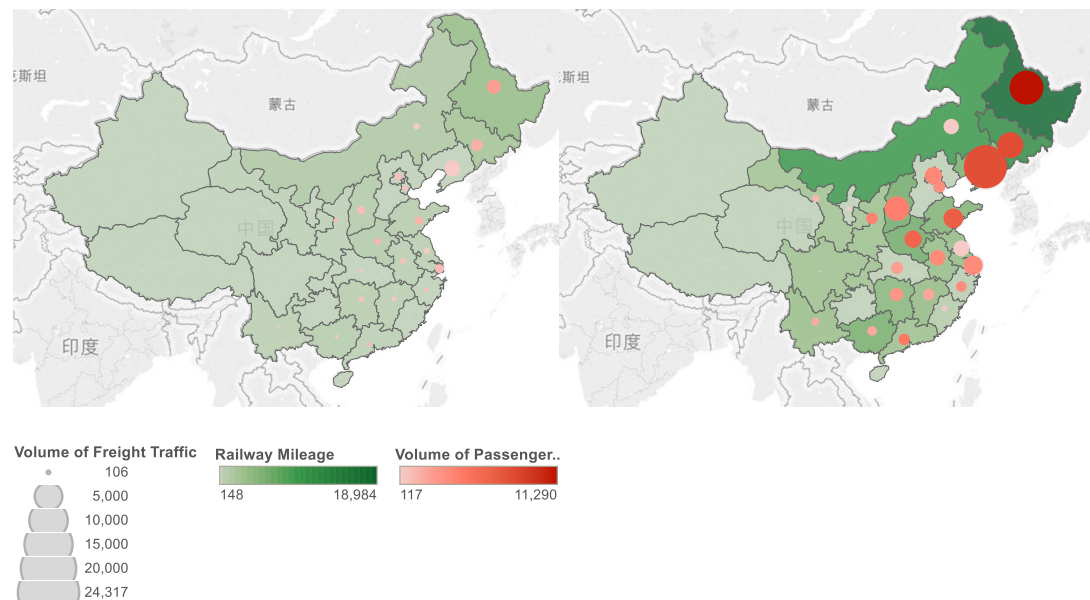 克斯坦
蒙古
中国
印度
克斯坦
蒙古
中国
印度
Volume of Freight Traffic
106
5,000
10,000
15,000
20,000
24,317
Railway Mileage
148
18,984
Volume of Passenger..
117
11,290